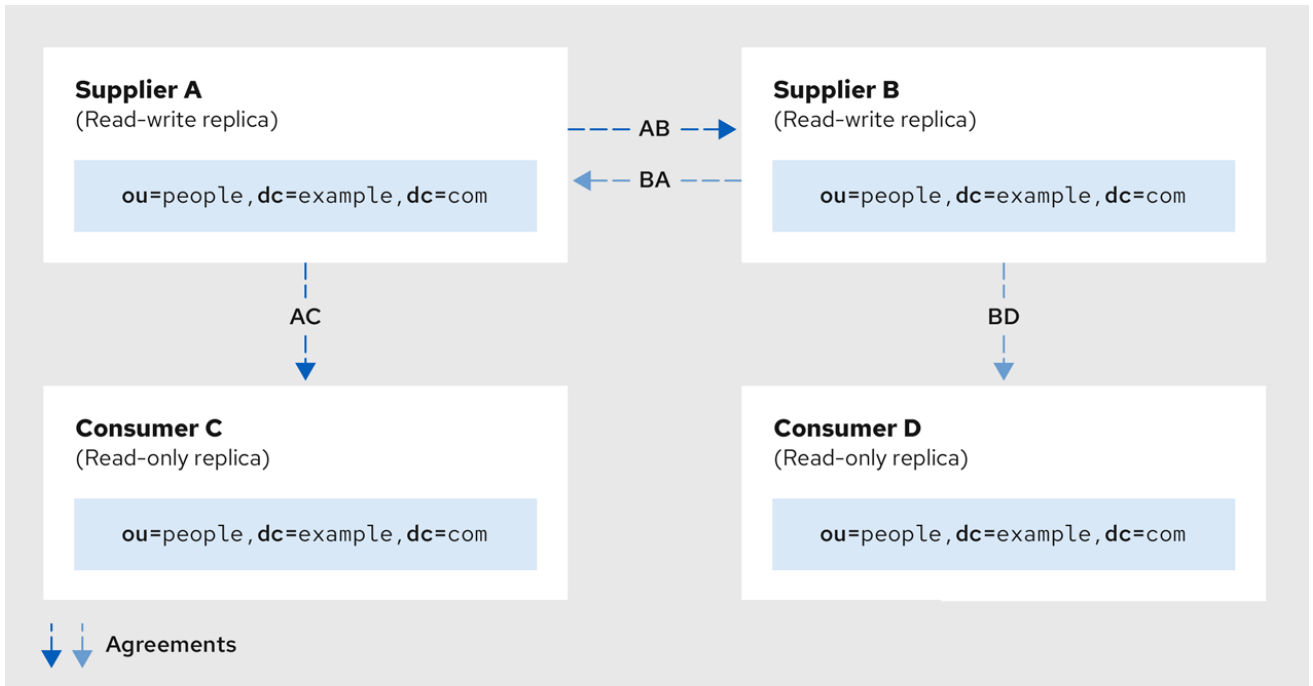 Supplier A
(Read-write replica)
ou=people,dc=example,dc=com
AB
BA
Supplier B
(Read-write replica)
ou=people,dc=example,dc=com
AC
BD
Consumer C
(Read-only replica)
ou=people,dc=example,dc=com
Consumer D
(Read-only replica)
ou=people,dc=example,dc=com
Agreements